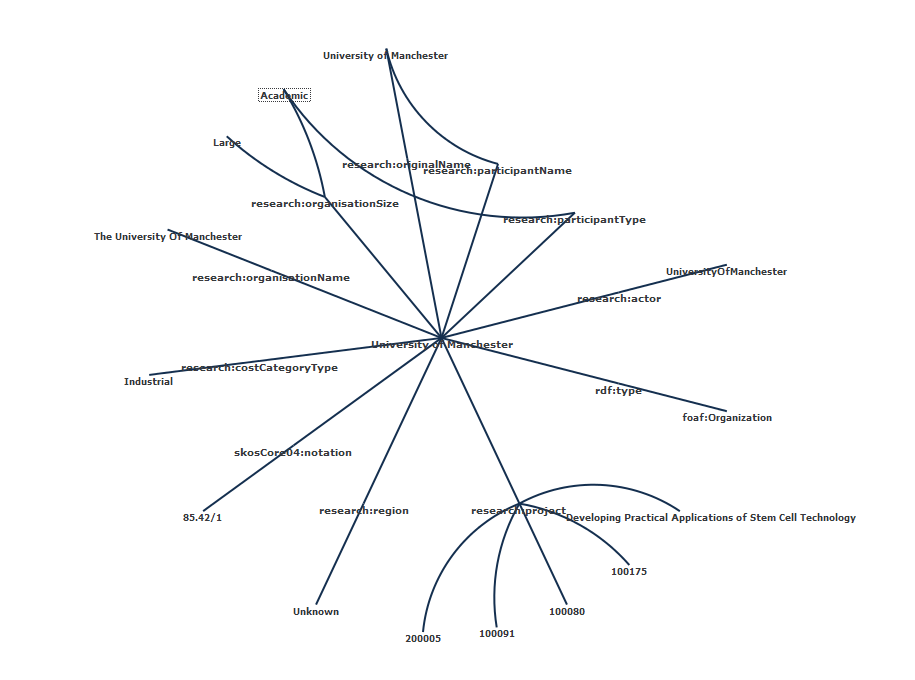 University of Manchester
Academic
Large
research:originalName
research:participantName
research:organisationSize
research:participantType
The University Of Manchester
research:organisationName
UniversityOfManchester
research:actor
University of Manchester
research:costCategoryType
Industrial
rdf:type
foaf:Organization
skosCore04:notation
research:region
research:project
85.42/1
Developing Practical Applications of Stem Cell Technology
100175
Unknown
100080
100091
200005